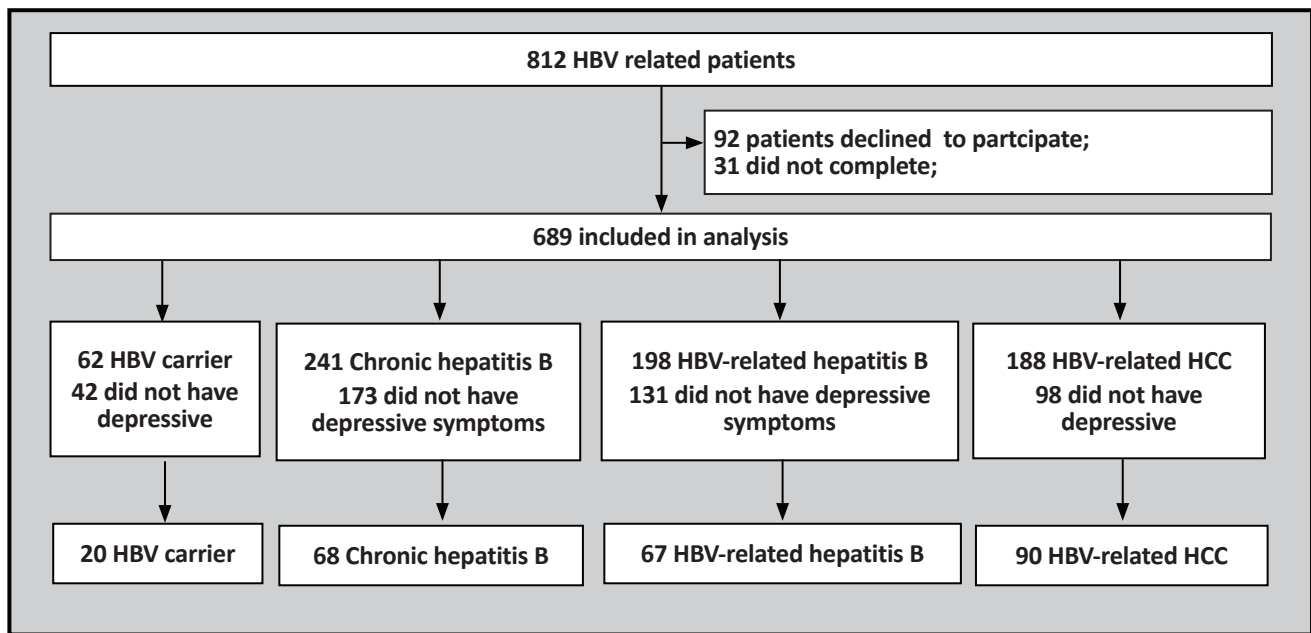 812 HBV related patients
92 patients declined to partcipate;
31 did not complete;
689 included in analysis
62 HBV carrier
42 did not have
depressive
241 Chronic hepatitis B
173 did not have
depressive symptoms
198 HBV-related hepatitis B
131 did not have depressive
symptoms
188 HBV-related HCC
98 did not have
depressive
20 HBV carrier
68 Chronic hepatitis B
67 HBV-related hepatitis B
90 HBV-related HCC